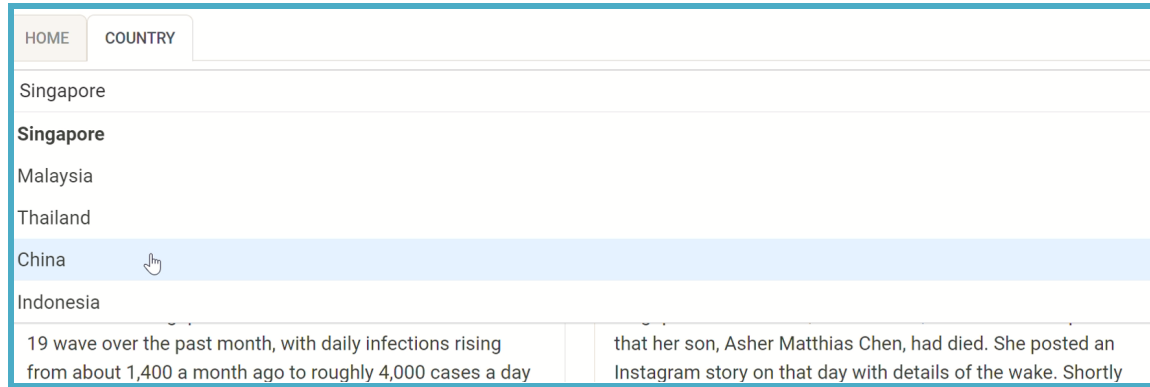 HOME COUNTRY
Singapore
Singapore
Malaysia
Thailand
China
Indonesia
19 wave over the past month, with daily infections rising
from about 1,400 a month ago to roughly 4,000 cases a day
that her son, Asher Matthias Chen, had died. She posted an
Instagram story on that day with details of the wake. Shortly